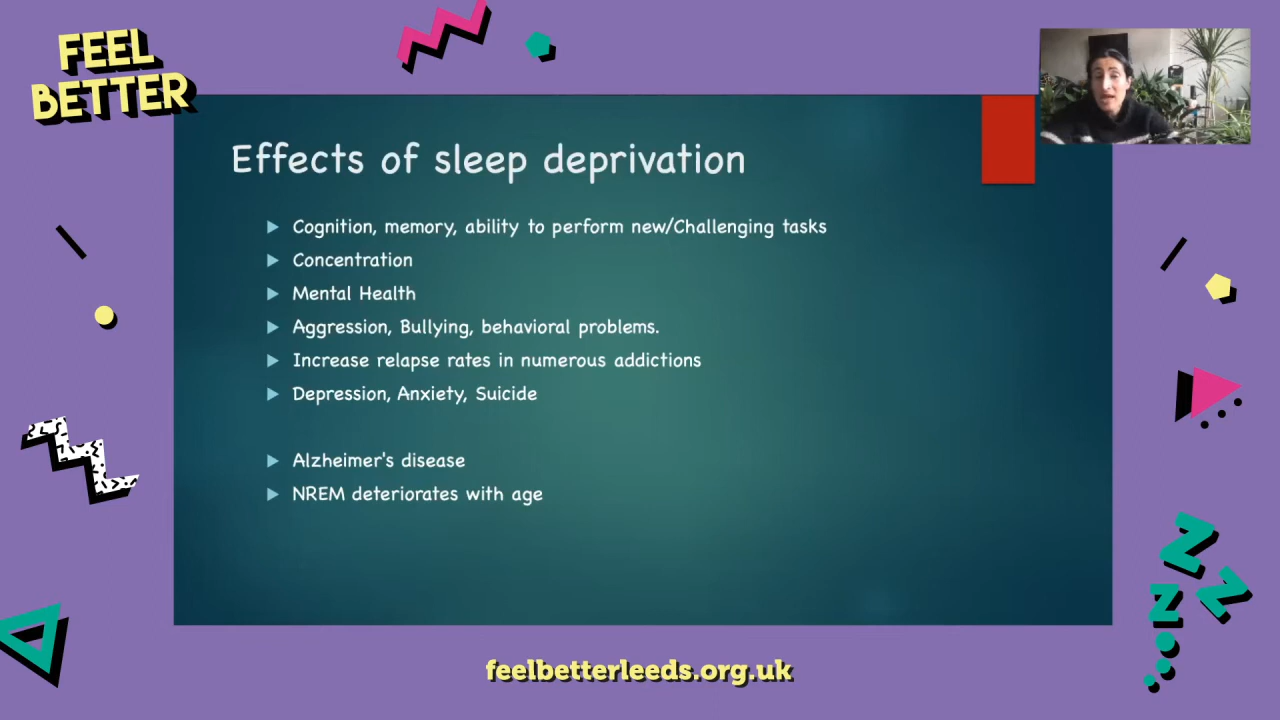 FEEL
BETTER
Effects of sleep deprivation
Cognition, memory, ability to perform new/Challenging tasks
Concentration
Mental Health
Aggression, Bullying, behavioral problems.
Increase relapse rates in numerous addictions
Depression, Anxiety, Suicide
Alzheimer's disease
NREM deteriorates with age
Z
Z
Z
feelbetterleeds.org.uk